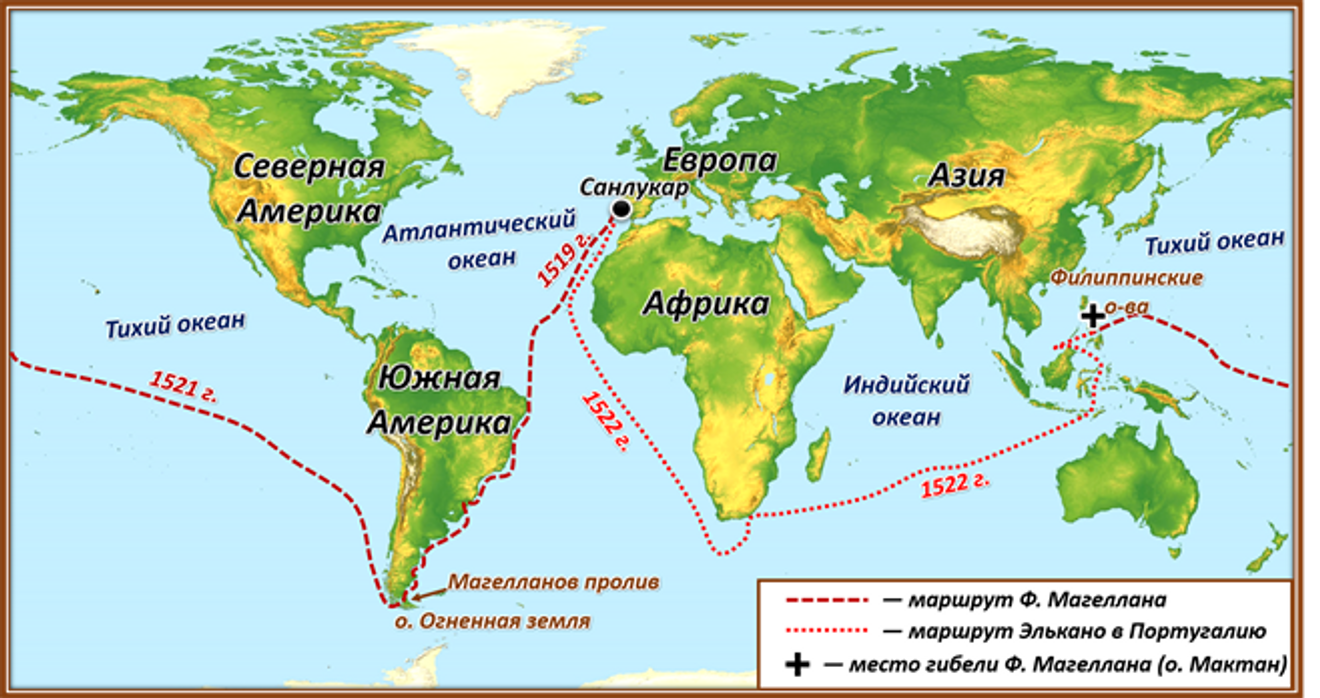 Северная
Америка
Европа
Санлукар
Азия
Атлантический
океан
1519 г.
Тихий океан
Филиппинские
о-ва
Тихий океан
Африка
1521 г.
Южная
Америка
1522 г.
Индийский
океан
1522 г.
Магелланов пролив
о. Огненная земля
— маршрут Ф. Магеллана
— маршрут Элькано в Португалию
— место гибели Ф. Магеллана (о. Мактан)